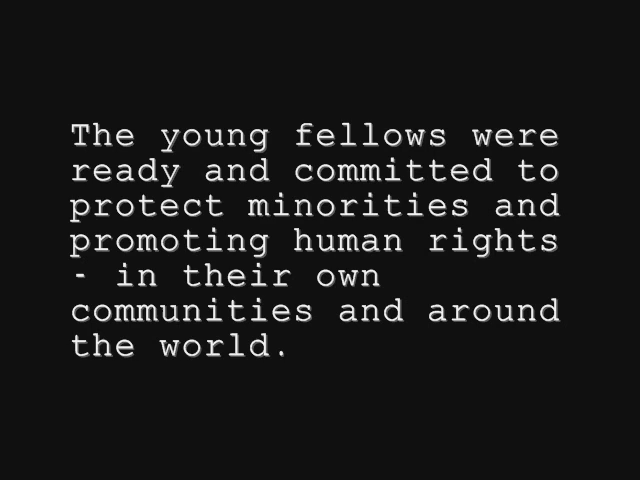 The young fellows were
ready and committed to
protect minorities and
promoting human rights
- in their own
communities and around
the world.